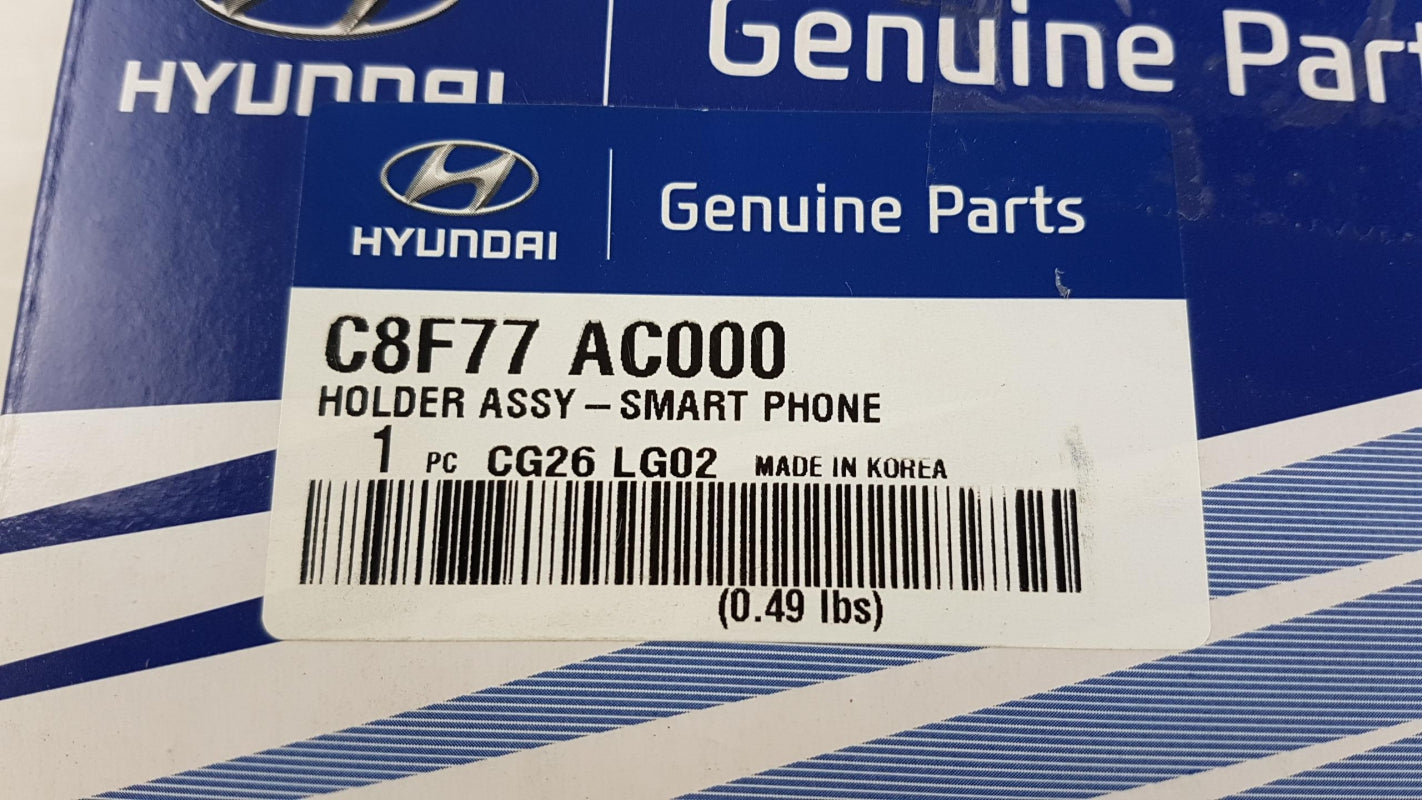 HYUNDAI
Genuine Part
HYUNDAI
Genuine Parts
C8F77 AC000
HOLDER ASSY – SMART PHONE
1 PC CG26 LG02 MADE IN KOREA
(0.49 lbs)